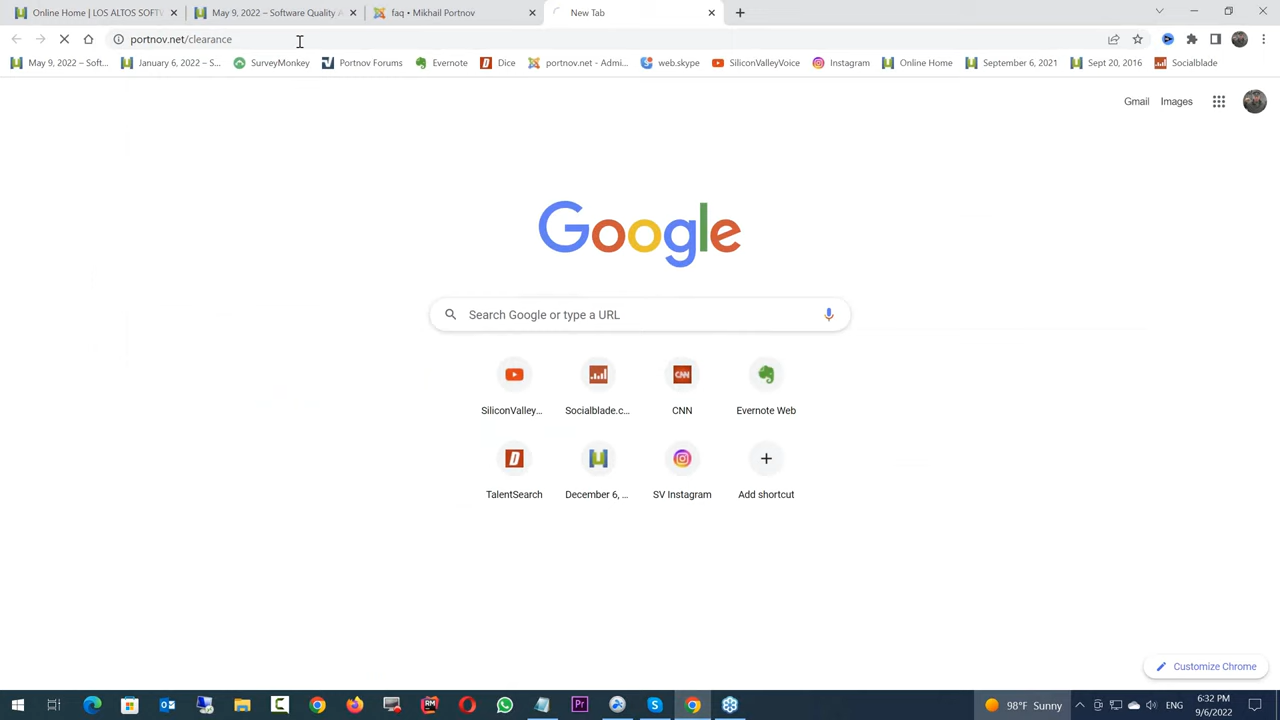 Online Home | LOS ALTOS SOFTW
May 9, 2022 – Software Quality A
faq • Mikhail Portnov
New Tab
portnov.net/clearance
May 9, 2022 – Soft...
January 6, 2022 – S...
SurveyMonkey
Portnov Forums
Evernote
Dice
portnov.net - Admi...
web.skype
SiliconValleyVoice
Instagram
Online Home
September 6, 2021
Sept 20, 2016
Socialblade
Gmail
Images
Google
Search Google or type a URL
SiliconValley...
Socialblade.c...
CNN
Evernote Web
TalentSearch
December 6, ...
SV Instagram
Add shortcut
Customize Chrome
98°F Sunny
ENG
6:32 PM
9/6/2022